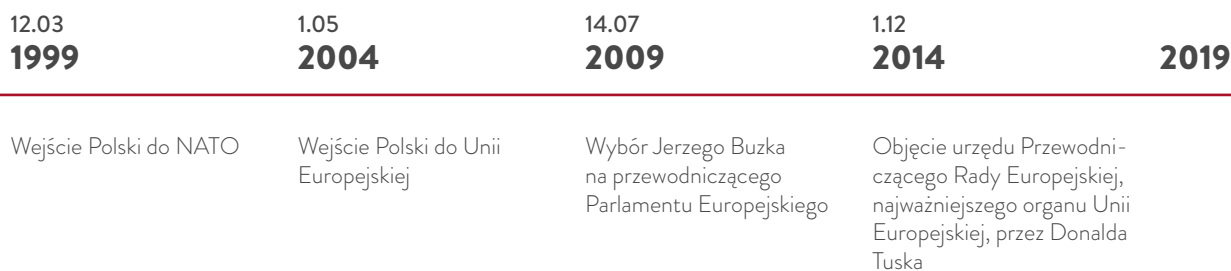 12.03
1999
Wejście Polski do NATO
1.05
2004
Wejście Polski do Unii
Europejskiej
14.07
2009
Wybór Jerzego Buzka
na przewodniczącego
Parlamentu Europejskiego
1.12
2014
Objęcie urzędu Przewodni-
czącego Rady Europejskiej,
najważniejszego organu Unii
Europejskiej, przez Donalda
Tuska
2019